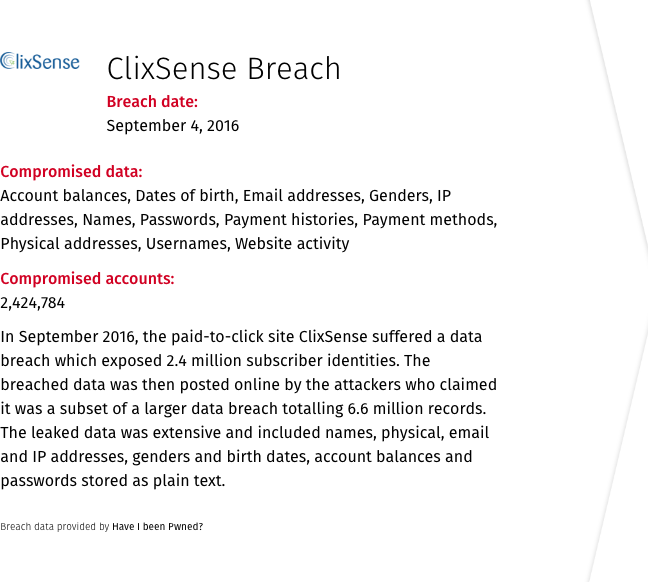 ClixSense
ClixSense Breach
Breach date:
September 4, 2016
Compromised data:
Account balances, Dates of birth, Email addresses, Genders, IP
addresses, Names, Passwords, Payment histories, Payment methods,
Physical addresses, Usernames, Website activity
Compromised accounts:
2,424,784
In September 2016, the paid-to-click site ClixSense suffered a data
breach which exposed 2.4 million subscriber identities. The
breached data was then posted online by the attackers who claimed
it was a subset of a larger data breach totalling 6.6 million records.
The leaked data was extensive and included names, physical, email
and IP addresses, genders and birth dates, account balances and
passwords stored as plain text.
Breach data provided by Have I been Pwned?